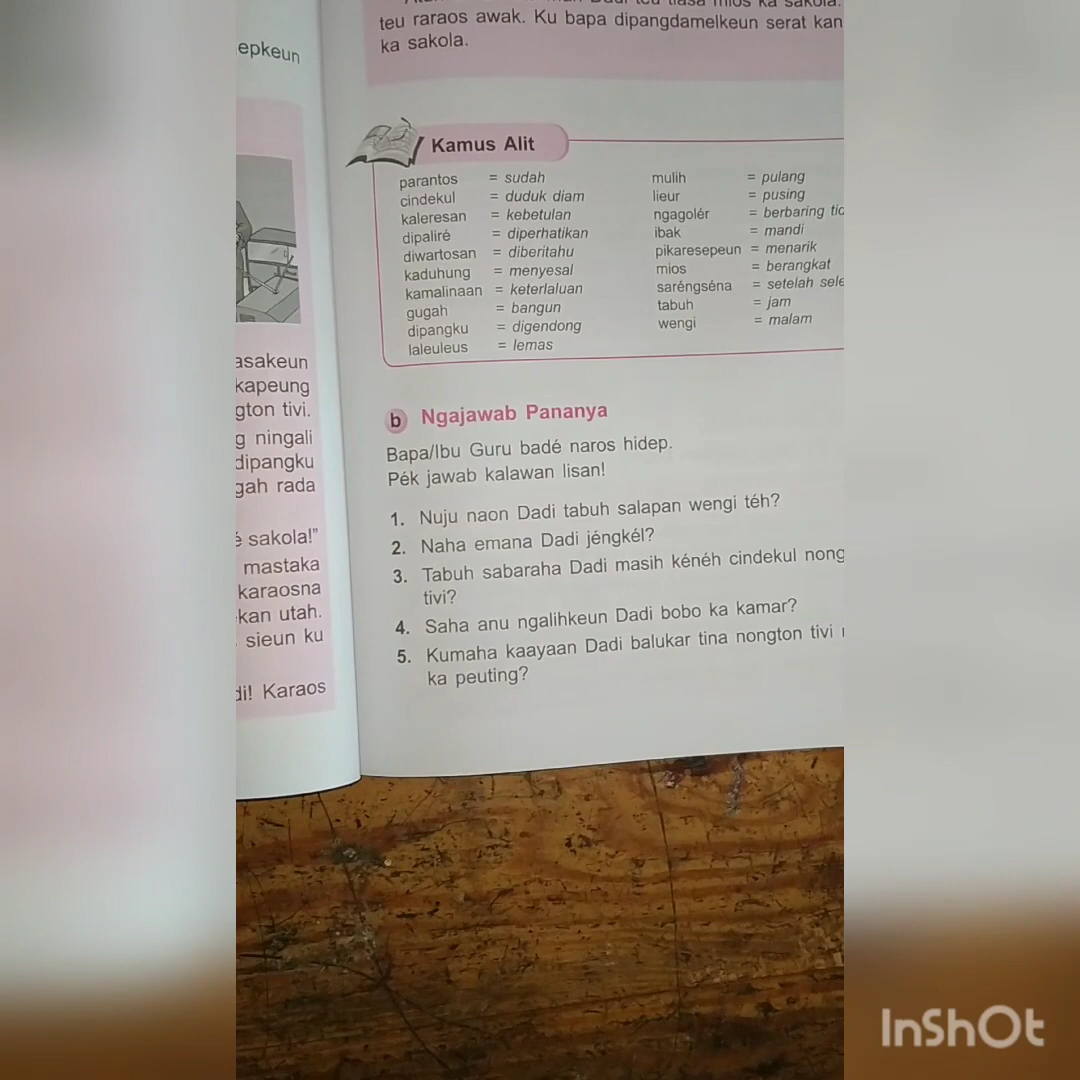 epkeun
asakeun
kapeung
gton tivi.
g ningali
dipangku
gah rada
é sakola!"
mastaka
karaosna
kan utah.
sieun ku
di! Karaos
teu raraos awak. Ku bapa dipangdamelkeun serat kan
ka sakola.
Kamus Alit
parantos = sudah
cindekul = duduk diam
kaleresan = kebetulan
dipaliré = diperhatikan
diwartosan = diberitahu
kaduhung = menyesal
kamalinaan = keterlaluan
gugah = bangun
dipangku = digendong
laleuleus = lemas
mulih = pulang
lieur = pusing
ngagolér = berbaring tid
ibak = mandi
pikaresepeun = menarik
mios = berangkat
saréngséna = setelah sele
tabuh = jam
wengi = malam
b Ngajawab Pananya
Bapa/Ibu Guru badé naros hidep.
Pék jawab kalawan lisan!
1. Nuju naon Dadi tabuh salapan wengi téh?
2. Naha emana Dadi jéngkél?
3. Tabuh sabaraha Dadi masih kénéh cindekul nong
tivi?
4. Saha anu ngalihkeun Dadi bobo ka kamar?
5. Kumaha kaayaan Dadi balukar tina nongton tivi
ka peuting?
InShOt